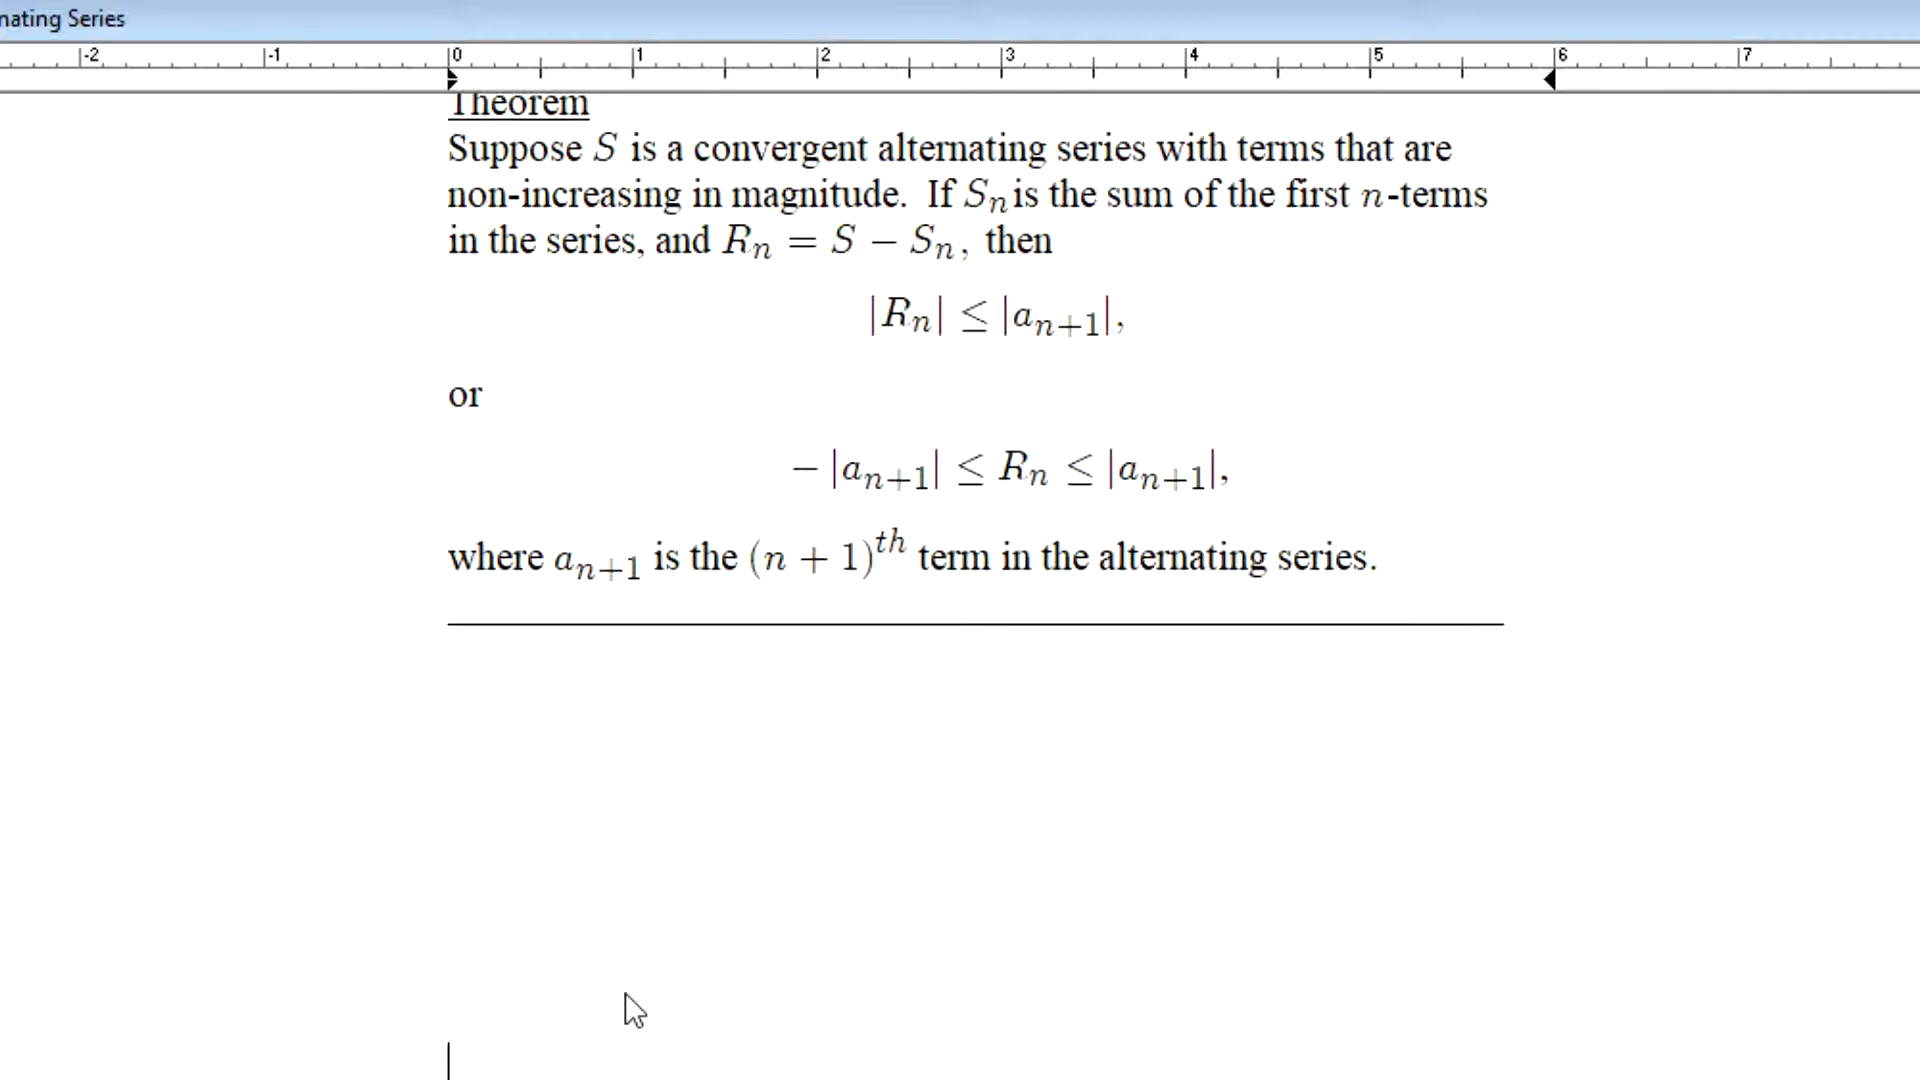 nating Series
-2 -1 0 1 2 3 4 5 6 7
Theorem
Suppose S is a convergent alternating series with terms that are
non-increasing in magnitude. If Sₙ is the sum of the first n-terms
in the series, and Rₙ = S − Sₙ, then
|Rₙ| ≤ |aₙ₊₁|,
or
− |aₙ₊₁| ≤ Rₙ ≤ |aₙ₊₁|,
where aₙ₊₁ is the (n + 1)ᵗʰ term in the alternating series.